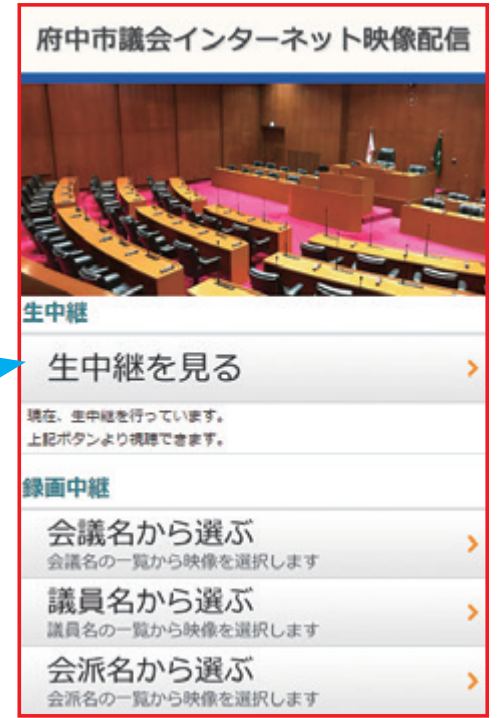 府中市議会インターネット映像配信
生中継
生中継を見る
現在、生中継を行っています。
上記ボタンより視聴できます。
録画中継
会議名から選ぶ
会議名の一覧から映像を選択します
議員名から選ぶ
議員名の一覧から映像を選択します
会派名から選ぶ
会派名の一覧から映像を選択します